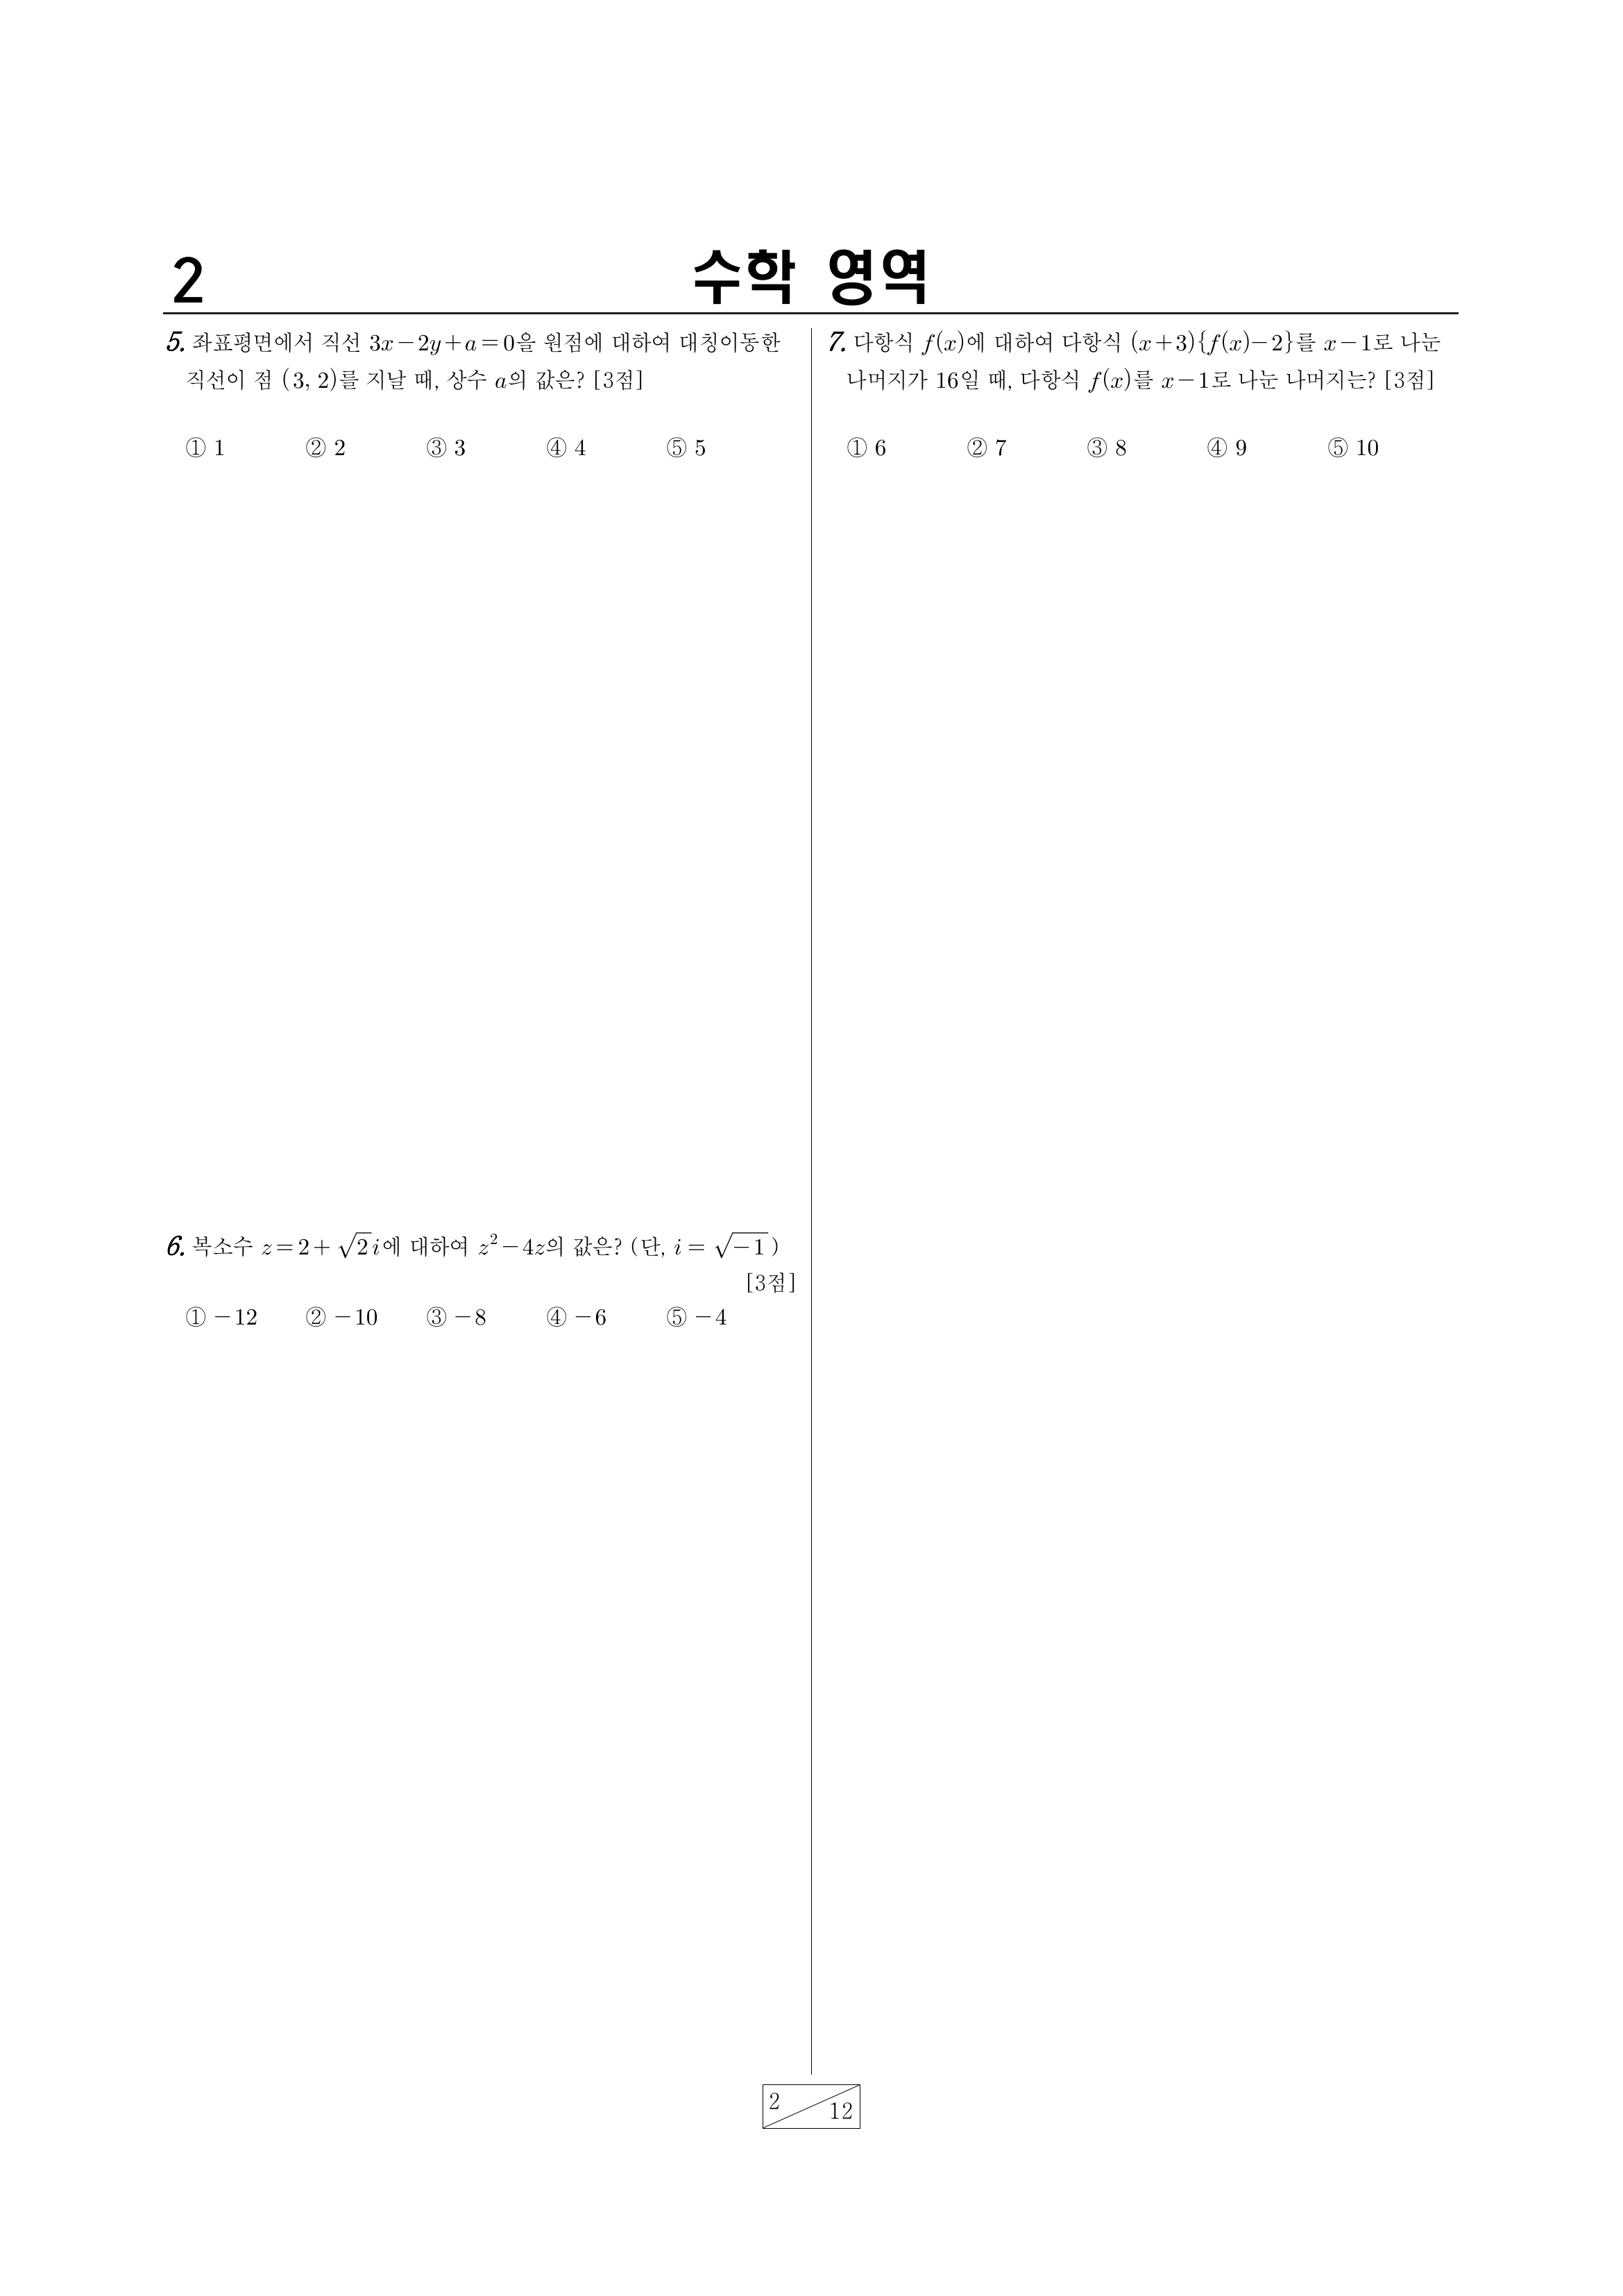 2
수학 영역
5. 좌표평면에서 직선 3x-2y+a=0을 원점에 대하여 대칭이동한
직선이 점 (3, 2)를 지날 때, 상수 a의 값은? [3점]
① 1 ② 2 ③ 3 ④ 4 ⑤ 5
6. 복소수 z=2+√2i에 대하여 z²-4z의 값은? (단, i=√-1)
[3점]
① -12 ② -10 ③ -8 ④ -6 ⑤ -4
7. 다항식 f(x)에 대하여 다항식 (x+3){f(x)-2}를 x-1로 나눈
나머지가 16일 때, 다항식 f(x)를 x-1로 나눈 나머지는? [3점]
① 6 ② 7 ③ 8 ④ 9 ⑤ 10
2
12